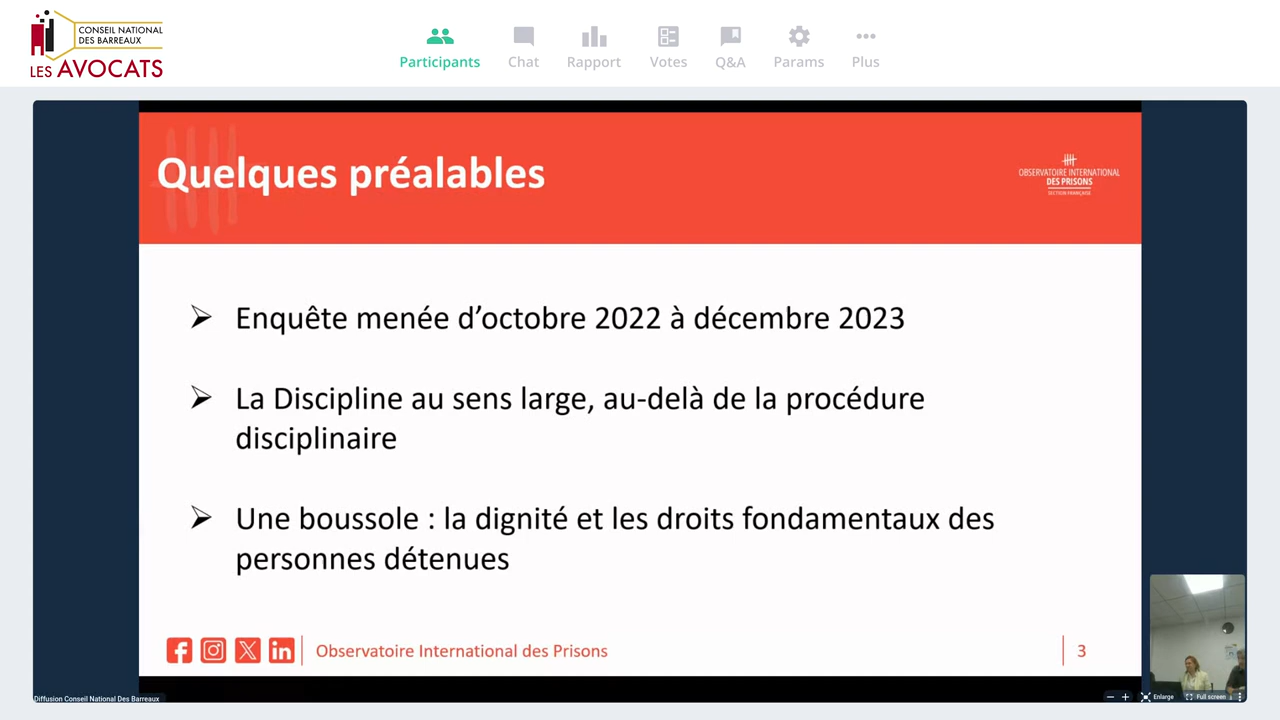 CONSEIL NATIONAL
DES BARREAUX
LES AVOCATS
Participants
Chat
Rapport
Votes
Q&A
Params
Plus
Quelques préalables
OBSERVATOIRE INTERNATIONAL
DES PRISONS
SECTION FRANÇAISE
Enquête menée d’octobre 2022 à décembre 2023
La Discipline au sens large, au-delà de la procédure
disciplinaire
Une boussole : la dignité et les droits fondamentaux des
personnes détenues
Observatoire International des Prisons
3
Diffusion Conseil National Des Barreaux
Enlarge
Full screen